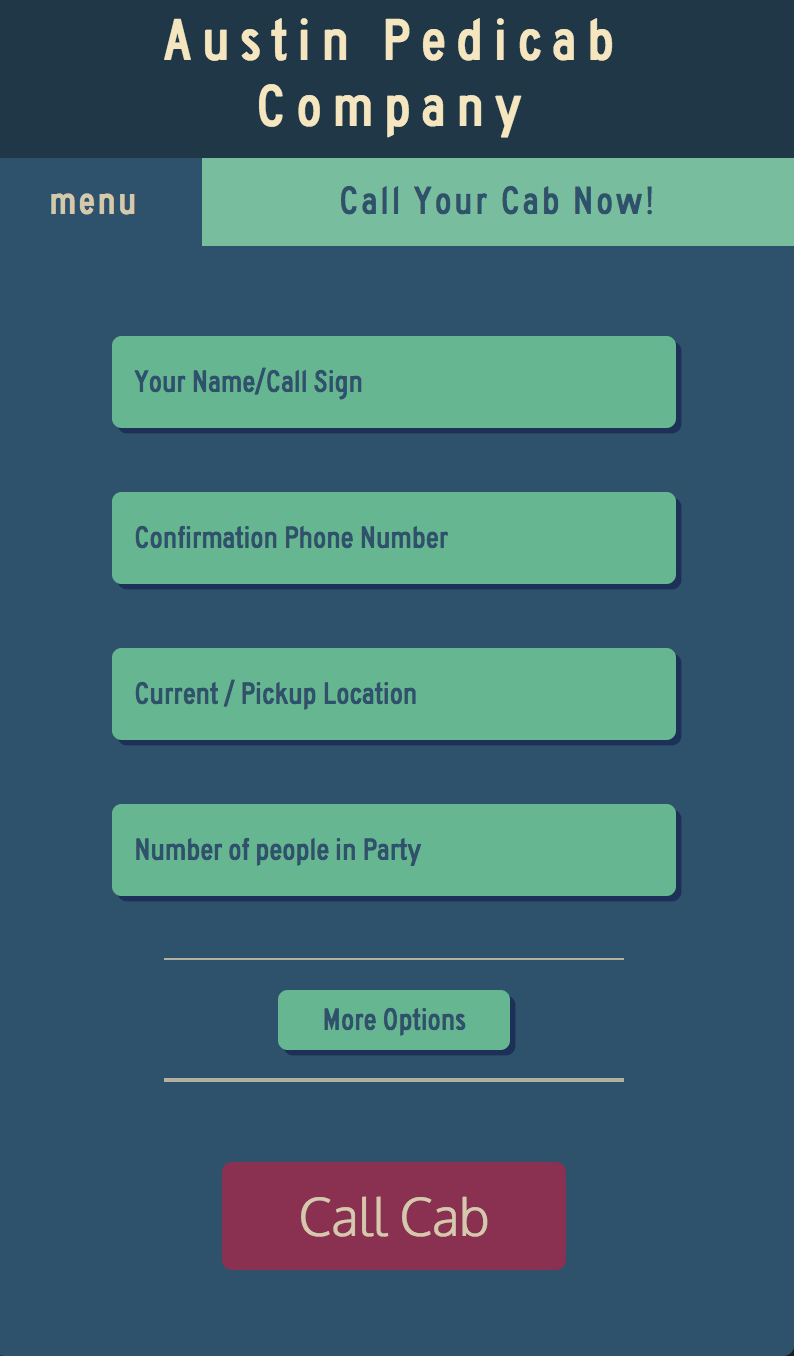 Austin Pedicab
Company
menu
Call Your Cab Now!
Your Name/Call Sign
Confirmation Phone Number
Current / Pickup Location
Number of people in Party
More Options
Call Cab